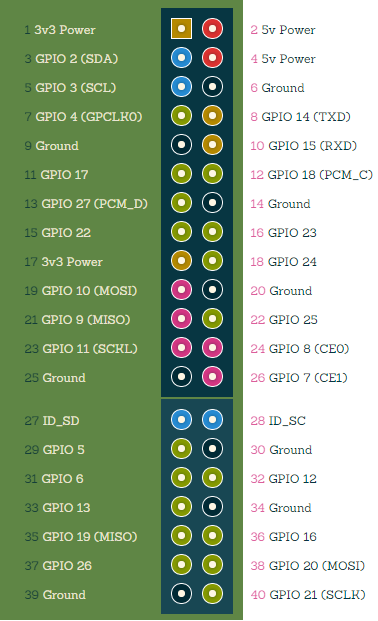 1 3v3 Power 2 5v Power
3 GPIO 2 (SDA) 4 5v Power
5 GPIO 3 (SCL) 6 Ground
7 GPIO 4 (GPCLK0) 8 GPIO 14 (TXD)
9 Ground 10 GPIO 15 (RXD)
11 GPIO 17 12 GPIO 18 (PCM_C)
13 GPIO 27 (PCM_D) 14 Ground
15 GPIO 22 16 GPIO 23
17 3v3 Power 18 GPIO 24
19 GPIO 10 (MOSI) 20 Ground
21 GPIO 9 (MISO) 22 GPIO 25
23 GPIO 11 (SCKL) 24 GPIO 8 (CE0)
25 Ground 26 GPIO 7 (CE1)
27 ID_SD 28 ID_SC
29 GPIO 5 30 Ground
31 GPIO 6 32 GPIO 12
33 GPIO 13 34 Ground
35 GPIO 19 (MISO) 36 GPIO 16
37 GPIO 26 38 GPIO 20 (MOSI)
39 Ground 40 GPIO 21 (SCLK)